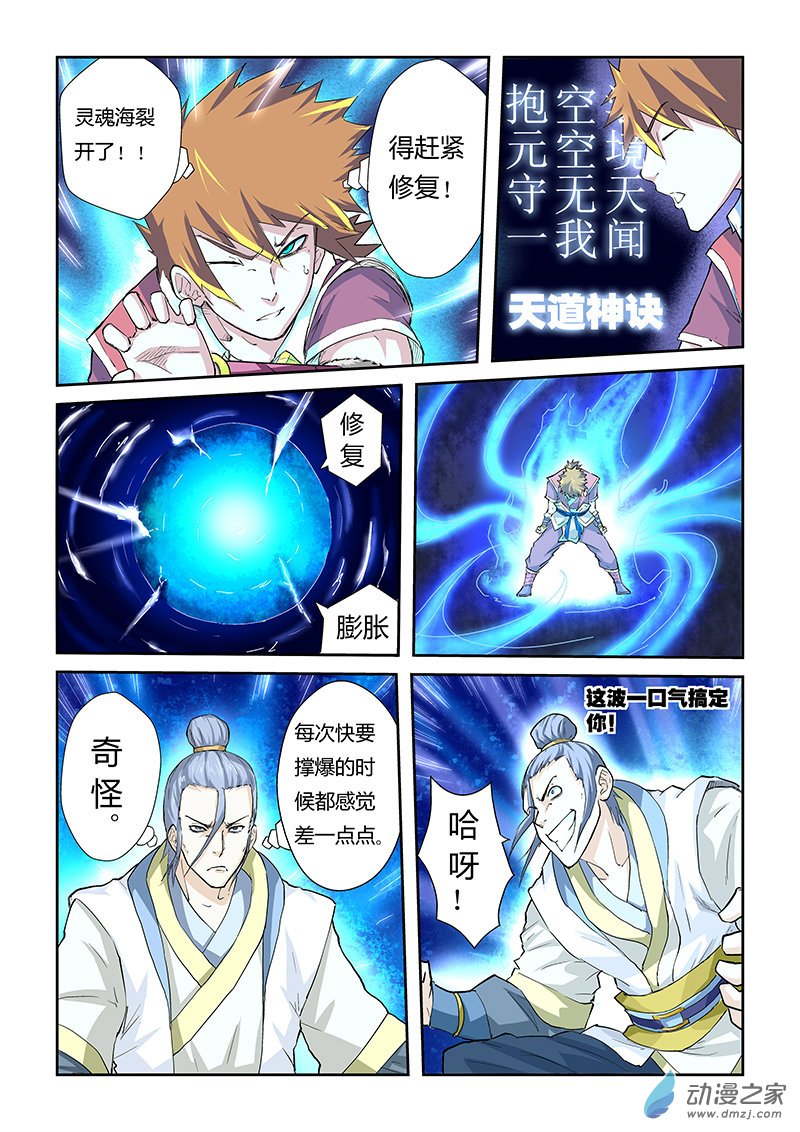 得赶紧
修复！
灵魂海裂
开了！！
境天闻
空空无我
抱元守一
天道神诀
修复
膨胀
每次快要
撑爆的时
候都感觉
差一点点。
奇怪。
这波一口气搞定
你！
哈呀！
动漫之家
www.dmzj.com